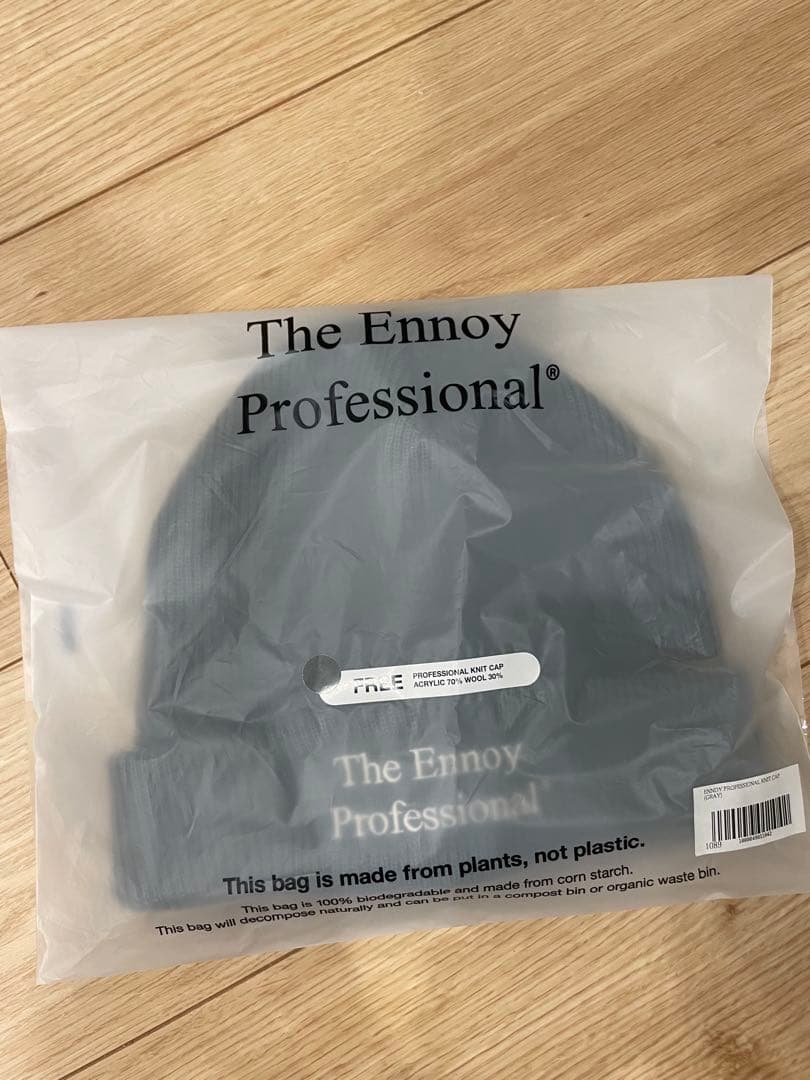 The Ennoy
Professional®
FREE
PROFESSIONAL KNIT CAP
ACRYLIC 70% WOOL 30%
The Ennoy
Professional
ENNOY PROFESSIONAL KNIT CAP
(GRAY)
1089
This bag is made from plants, not plastic.
This bag is 100% biodegradable and made from corn starch.
This bag will decompose naturally and can be put in a compost bin or organic waste bin.